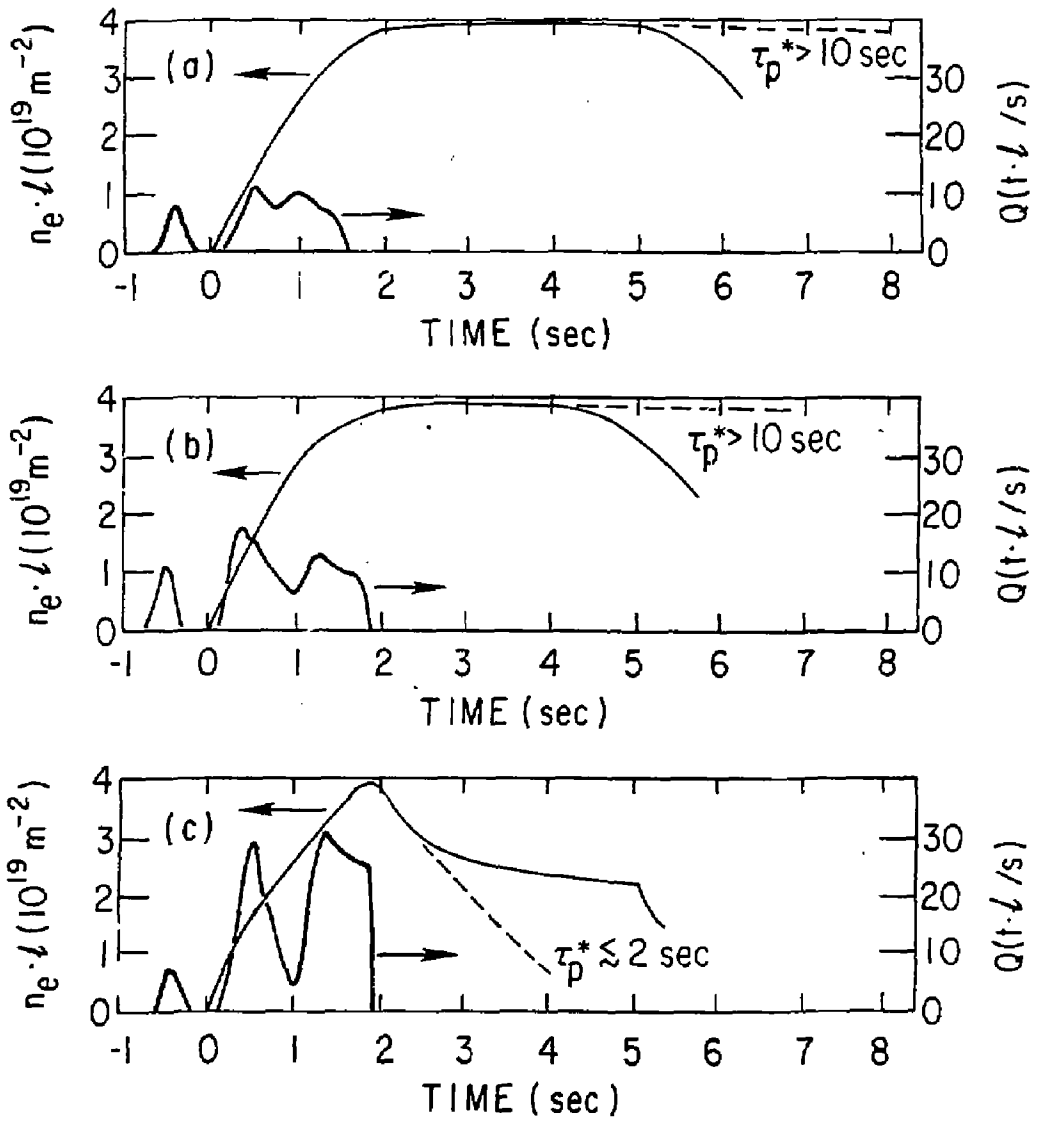 (a)
n_e · l (10^19 m^-2)
4
3
2
1
0
τ_p* > 10 sec
30
20
10
0
Q(t·l/s)
-1 0 1 2 3 4 5 6 7 8
TIME (sec)
(b)
n_e · l (10^19 m^-2)
4
3
2
1
0
τ_p* > 10 sec
30
20
10
0
Q(t·l/s)
-1 0 1 2 3 4 5 6 7 8
TIME (sec)
(c)
n_e · l (10^19 m^-2)
4
3
2
1
0
τ_p* ≲ 2 sec
30
20
10
0
Q(t·l/s)
-1 0 1 2 3 4 5 6 7 8
TIME (sec)